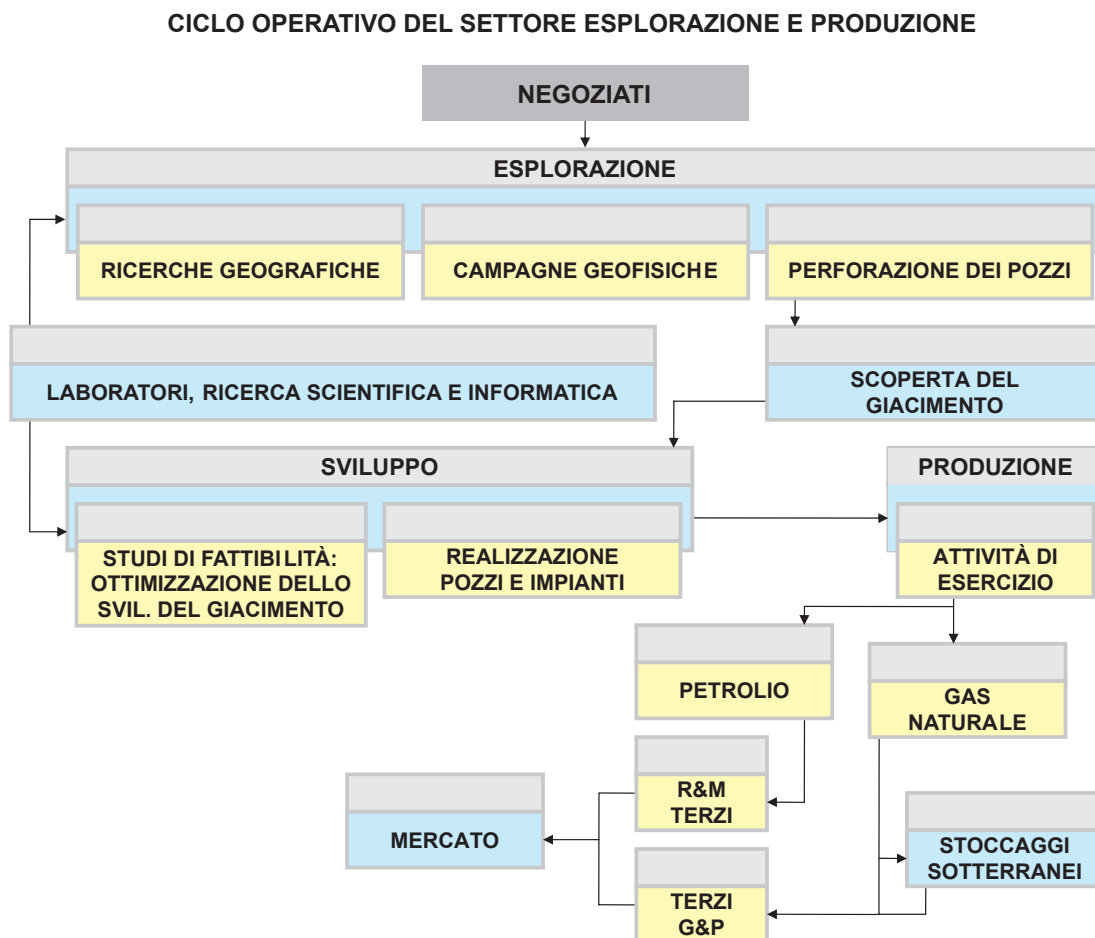 CICLO OPERATIVO DEL SETTORE ESPLORAZIONE E PRODUZIONE
NEGOZIATI
ESPLORAZIONE
RICERCHE GEOGRAFICHE
CAMPAGNE GEOFISICHE
PERFORAZIONE DEI POZZI
LABORATORI, RICERCA SCIENTIFICA E INFORMATICA
SCOPERTA DEL
GIACIMENTO
SVILUPPO
PRODUZIONE
STUDI DI FATTIBILITÀ:
OTTIMIZZAZIONE DELLO
SVIL. DEL GIACIMENTO
REALIZZAZIONE
POZZI E IMPIANTI
ATTIVITÀ DI
ESERCIZIO
PETROLIO
GAS
NATURALE
R&M
TERZI
MERCATO
STOCCAGGI
SOTTERRANEI
TERZI
G&P